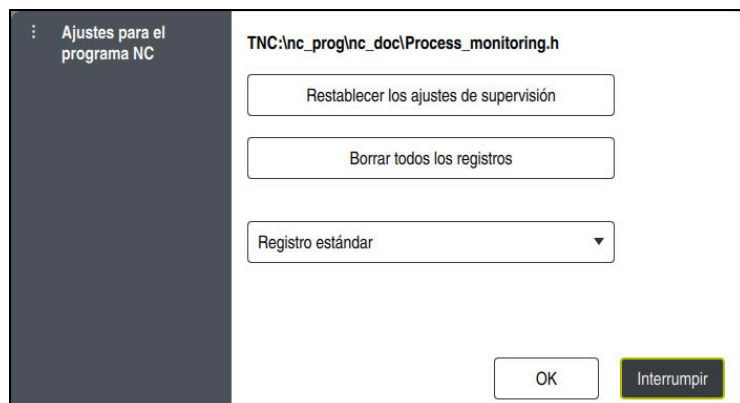 Ajustes para el
programa NC
TNC:\nc_prog\nc_doc\Process_monitoring.h
Restablecer los ajustes de supervisión
Borrar todos los registros
Registro estándar
OK
Interrumpir